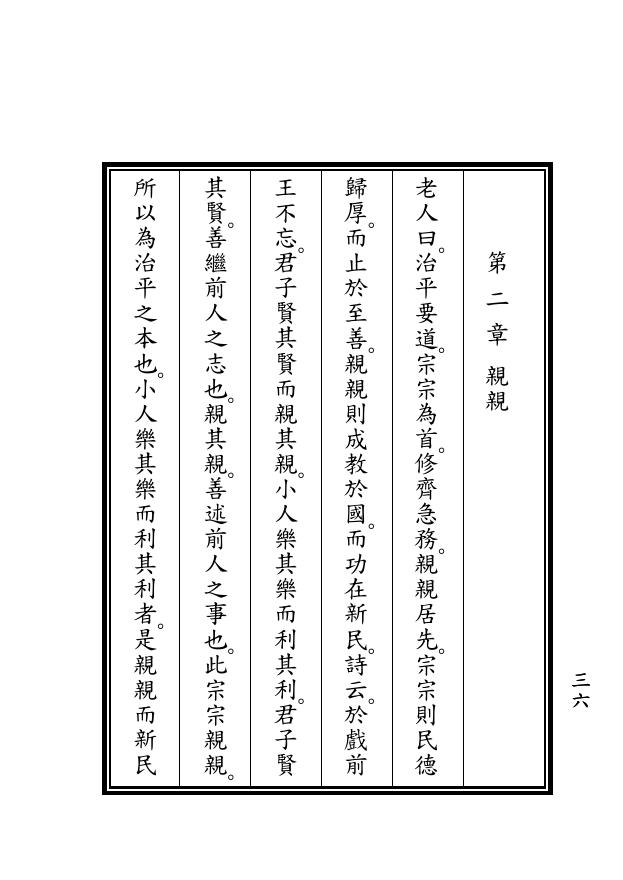 第二章 親親
老人曰。治平要道。宗宗為首。修齊急務。親親居先。宗宗則民德
歸厚。而止於至善。親親則成教於國。而功在新民。詩云。於戲前
王不忘。君子賢其賢而親其親。小人樂其樂而利其利。君子賢
其賢。善繼前人之志也。親其親。善述前人之事也。此宗宗親親。
所以為治平之本也。小人樂其樂而利其利者。是親親而新民
三六